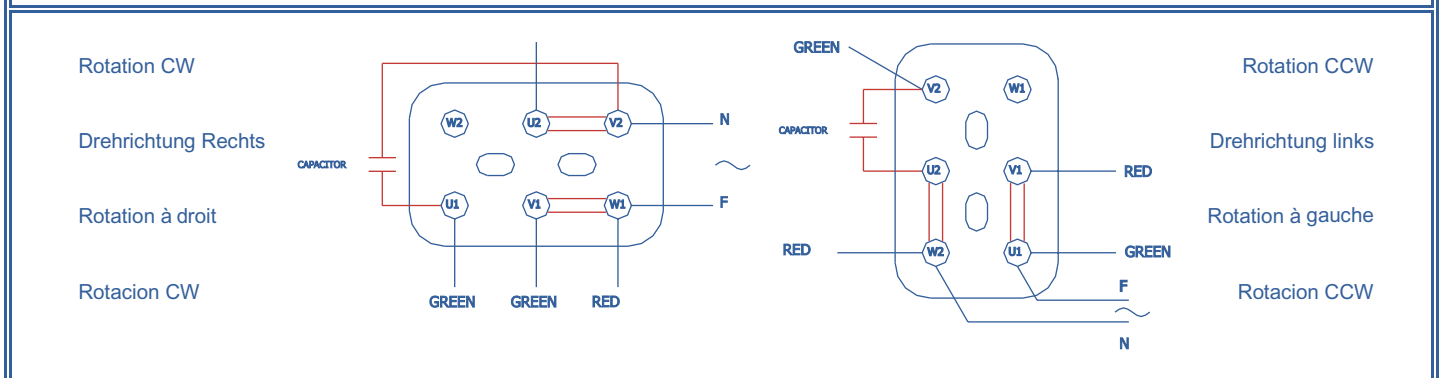 Rotation CW
Drehrichtung Rechts
Rotation à droit
Rotacion CW
CAPACITOR
W2
U2
V2
N
U1
V1
W1
F
GREEN
GREEN
RED
GREEN
V2
W1
CAPACITOR
U2
V1
RED
RED
W2
U1
GREEN
F
N
Rotation CCW
Drehrichtung links
Rotation à gauche
Rotacion CCW